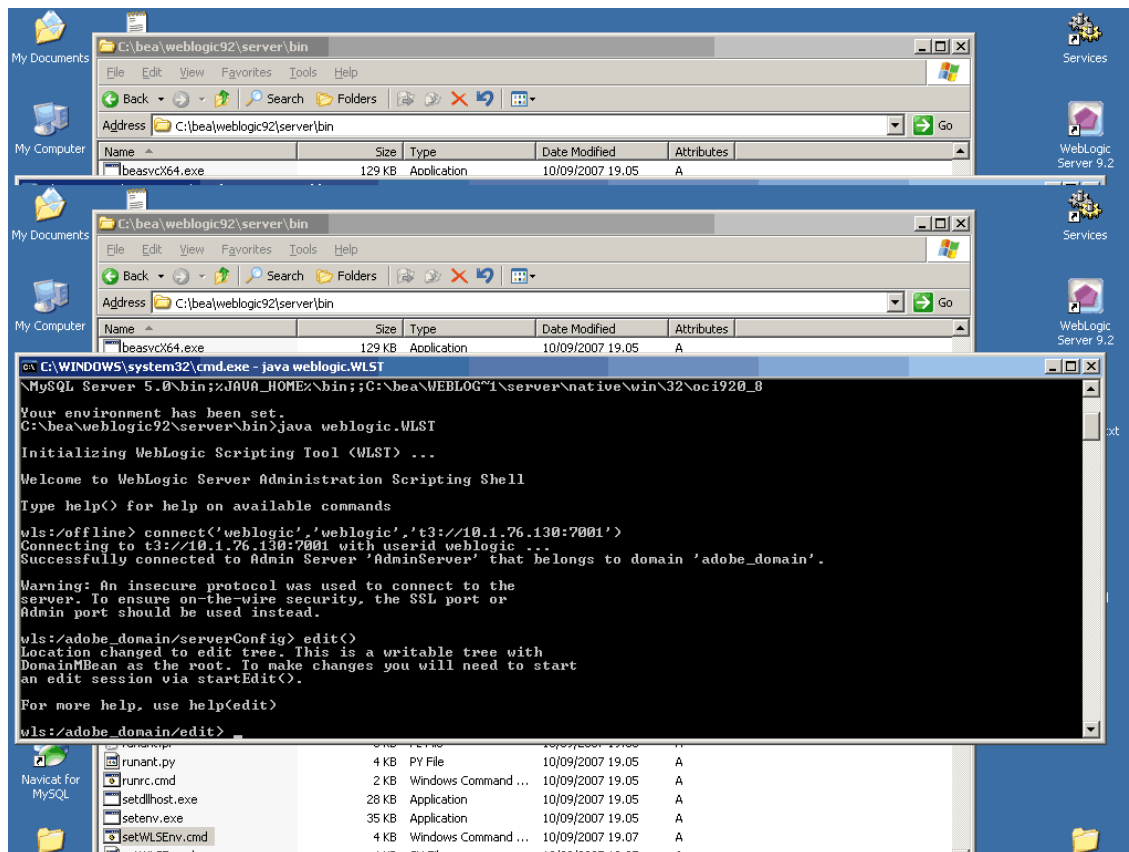 My Documents
C:\bea\weblogic92\server\bin
File Edit View Favorites Tools Help
Back Search Folders
Address C:\bea\weblogic92\server\bin Go
Services
My Computer
Name Size Type Date Modified Attributes
beasvcX64.exe 129 KB Application 10/09/2007 19.05 A
WebLogic
Server 9.2
My Documents
C:\bea\weblogic92\server\bin
File Edit View Favorites Tools Help
Back Search Folders
Address C:\bea\weblogic92\server\bin Go
Services
My Computer
Name Size Type Date Modified Attributes
beasvcX64.exe 129 KB Application 10/09/2007 19.05 A
WebLogic
Server 9.2
C:\WINDOWS\system32\cmd.exe - java weblogic.WLST
\MySQL Server 5.0\bin;%JAVA_HOME%\bin;;C:\bea\WEBLOG~1\server\native\win\32\oci920_8
Your environment has been set.
C:\bea\weblogic92\server\bin>java weblogic.WLST
Initializing WebLogic Scripting Tool (WLST) ...
Welcome to WebLogic Server Administration Scripting Shell
Type help() for help on available commands
wls:/offline> connect('weblogic','weblogic','t3://10.1.76.130:7001')
Connecting to t3://10.1.76.130:7001 with userid weblogic ...
Successfully connected to Admin Server 'AdminServer' that belongs to domain 'adobe_domain'.
Warning: An insecure protocol was used to connect to the
server. To ensure on-the-wire security, the SSL port or
Admin port should be used instead.
wls:/adobe_domain/serverConfig> edit()
Location changed to edit tree. This is a writable tree with
DomainMBean as the root. To make changes you will need to start
an edit session via startEdit().
For more help, use help(edit)
wls:/adobe_domain/edit> _
xt
Navicat for
MySQL
runant.py 4 KB PY File 10/09/2007 19.05 A
runrc.cmd 2 KB Windows Command ... 10/09/2007 19.05 A
setdllhost.exe 28 KB Application 10/09/2007 19.05 A
setenv.exe 35 KB Application 10/09/2007 19.05 A
setWLSEnv.cmd 4 KB Windows Command ... 10/09/2007 19.07 A